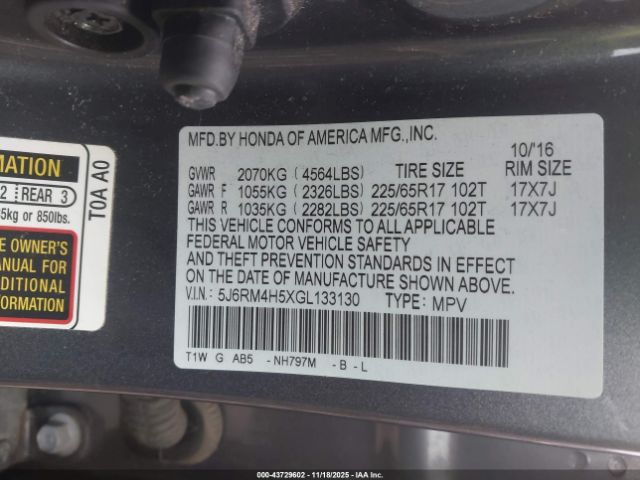 MFD.BY HONDA OF AMERICA MFG.,INC.
10/'16
GVWR 2070KG ( 4564LBS) TIRE SIZE RIM SIZE
GAWR F 1055KG ( 2326LBS) 225/65R17 102T 17X7J
GAWR R 1035KG ( 2282LBS) 225/65R17 102T 17X7J
THIS VEHICLE CONFORMS TO ALL APPLICABLE
FEDERAL MOTOR VEHICLE SAFETY
AND THEFT PREVENTION STANDARDS IN EFFECT
ON THE DATE OF MANUFACTURE SHOWN ABOVE.
V.I.N.: 5J6RM4H5XGL133130 TYPE: MPV
T1W G AB5 -NH797M -B-L
MATION
2 REAR 3
5kg or 850lbs.
E OWNER'S
ANUAL FOR
DITIONAL
FORMATION
T0A A0
000-43729602 - 11/18/2025 - IAA Inc.